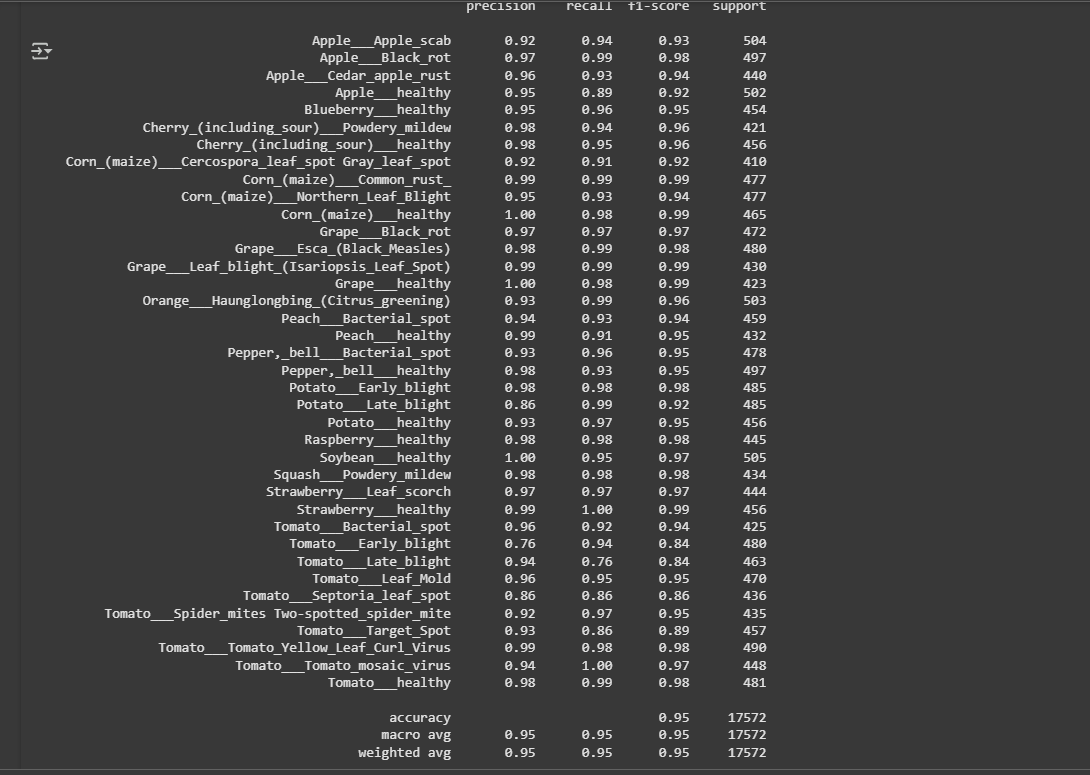 precision recall f1-score support
Apple___Apple_scab 0.92 0.94 0.93 504
Apple___Black_rot 0.97 0.99 0.98 497
Apple___Cedar_apple_rust 0.96 0.93 0.94 440
Apple___healthy 0.95 0.89 0.92 502
Blueberry___healthy 0.95 0.96 0.95 454
Cherry_(including_sour)___Powdery_mildew 0.98 0.94 0.96 421
Cherry_(including_sour)___healthy 0.98 0.95 0.96 456
Corn_(maize)___Cercospora_leaf_spot Gray_leaf_spot 0.92 0.91 0.92 410
Corn_(maize)___Common_rust_ 0.99 0.99 0.99 477
Corn_(maize)___Northern_Leaf_Blight 0.95 0.93 0.94 477
Corn_(maize)___healthy 1.00 0.98 0.99 465
Grape___Black_rot 0.97 0.97 0.97 472
Grape___Esca_(Black_Measles) 0.98 0.99 0.98 480
Grape___Leaf_blight_(Isariopsis_Leaf_Spot) 0.99 0.99 0.99 430
Grape___healthy 1.00 0.98 0.99 423
Orange___Haunglongbing_(Citrus_greening) 0.93 0.99 0.96 503
Peach___Bacterial_spot 0.94 0.93 0.94 459
Peach___healthy 0.99 0.91 0.95 432
Pepper,_bell___Bacterial_spot 0.93 0.96 0.95 478
Pepper,_bell___healthy 0.98 0.93 0.95 497
Potato___Early_blight 0.98 0.98 0.98 485
Potato___Late_blight 0.86 0.99 0.92 485
Potato___healthy 0.93 0.97 0.95 456
Raspberry___healthy 0.98 0.98 0.98 445
Soybean___healthy 1.00 0.95 0.97 505
Squash___Powdery_mildew 0.98 0.98 0.98 434
Strawberry___Leaf_scorch 0.97 0.97 0.97 444
Strawberry___healthy 0.99 1.00 0.99 456
Tomato___Bacterial_spot 0.96 0.92 0.94 425
Tomato___Early_blight 0.76 0.94 0.84 480
Tomato___Late_blight 0.94 0.76 0.84 463
Tomato___Leaf_Mold 0.96 0.95 0.95 470
Tomato___Septoria_leaf_spot 0.86 0.86 0.86 436
Tomato___Spider_mites Two-spotted_spider_mite 0.92 0.97 0.95 435
Tomato___Target_Spot 0.93 0.86 0.89 457
Tomato___Tomato_Yellow_Leaf_Curl_Virus 0.99 0.98 0.98 490
Tomato___Tomato_mosaic_virus 0.94 1.00 0.97 448
Tomato___healthy 0.98 0.99 0.98 481
accuracy 0.95 17572
macro avg 0.95 0.95 0.95 17572
weighted avg 0.95 0.95 0.95 17572